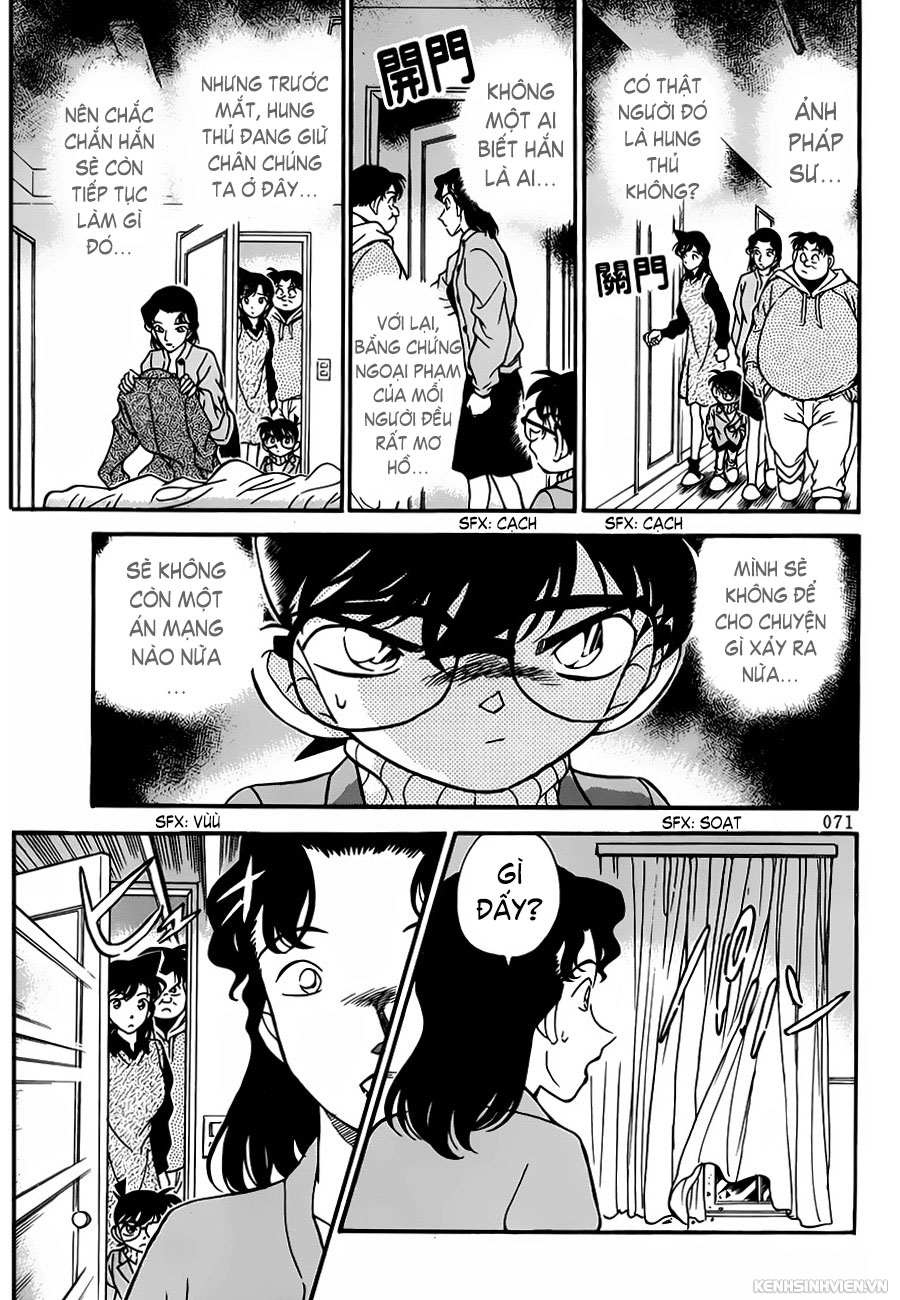 ẢNH
PHÁP
SƯ...
CÓ THẬT
NGƯỜI ĐÓ
LÀ HUNG
THỦ
KHÔNG?
關門
SFX: CẠCH
KHÔNG
MỘT AI
BIẾT HẮN
LÀ AI...
開門
VỚI LẠI,
BẰNG CHỨNG
NGOẠI PHẠM
CỦA MỖI
NGƯỜI ĐỀU
RẤT MƠ
HỒ...
SFX: CẠCH
NHƯNG TRƯỚC
MẮT, HUNG
THỦ ĐANG GIỮ
CHÂN CHÚNG
TA Ở ĐÂY...
NÊN CHẮC
CHẮN HẮN
SẼ CÒN
TIẾP TỤC
LÀM GÌ
ĐÓ...
MÌNH SẼ
KHÔNG ĐỂ
CHO CHUYỆN
GÌ XẢY RA
NỮA...
SẼ KHÔNG
CÒN MỘT
ÁN MẠNG
NÀO NỮA
...
071
SFX: SOẠT
GÌ
ĐẤY?
SFX: VÙÙ
KENHSINHVIEN.VN